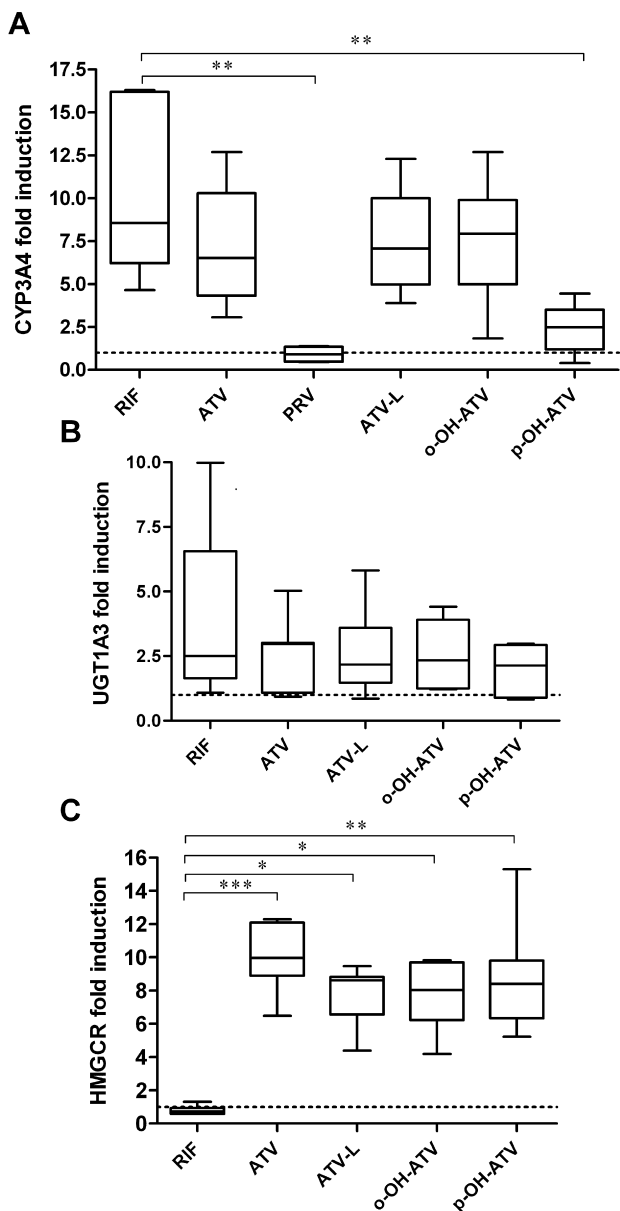 A
**
**
17.5
15.0
12.5
10.0
7.5
5.0
2.5
0.0
CYP3A4 fold induction
RIF
ATV
PRV
ATV-L
o-OH-ATV
p-OH-ATV
B
10.0
7.5
5.0
2.5
0.0
UGT1A3 fold induction
RIF
ATV
ATV-L
o-OH-ATV
p-OH-ATV
C
**
*
*
***
16
14
12
10
8
6
4
2
0
HMGCR fold induction
RIF
ATV
ATV-L
o-OH-ATV
p-OH-ATV